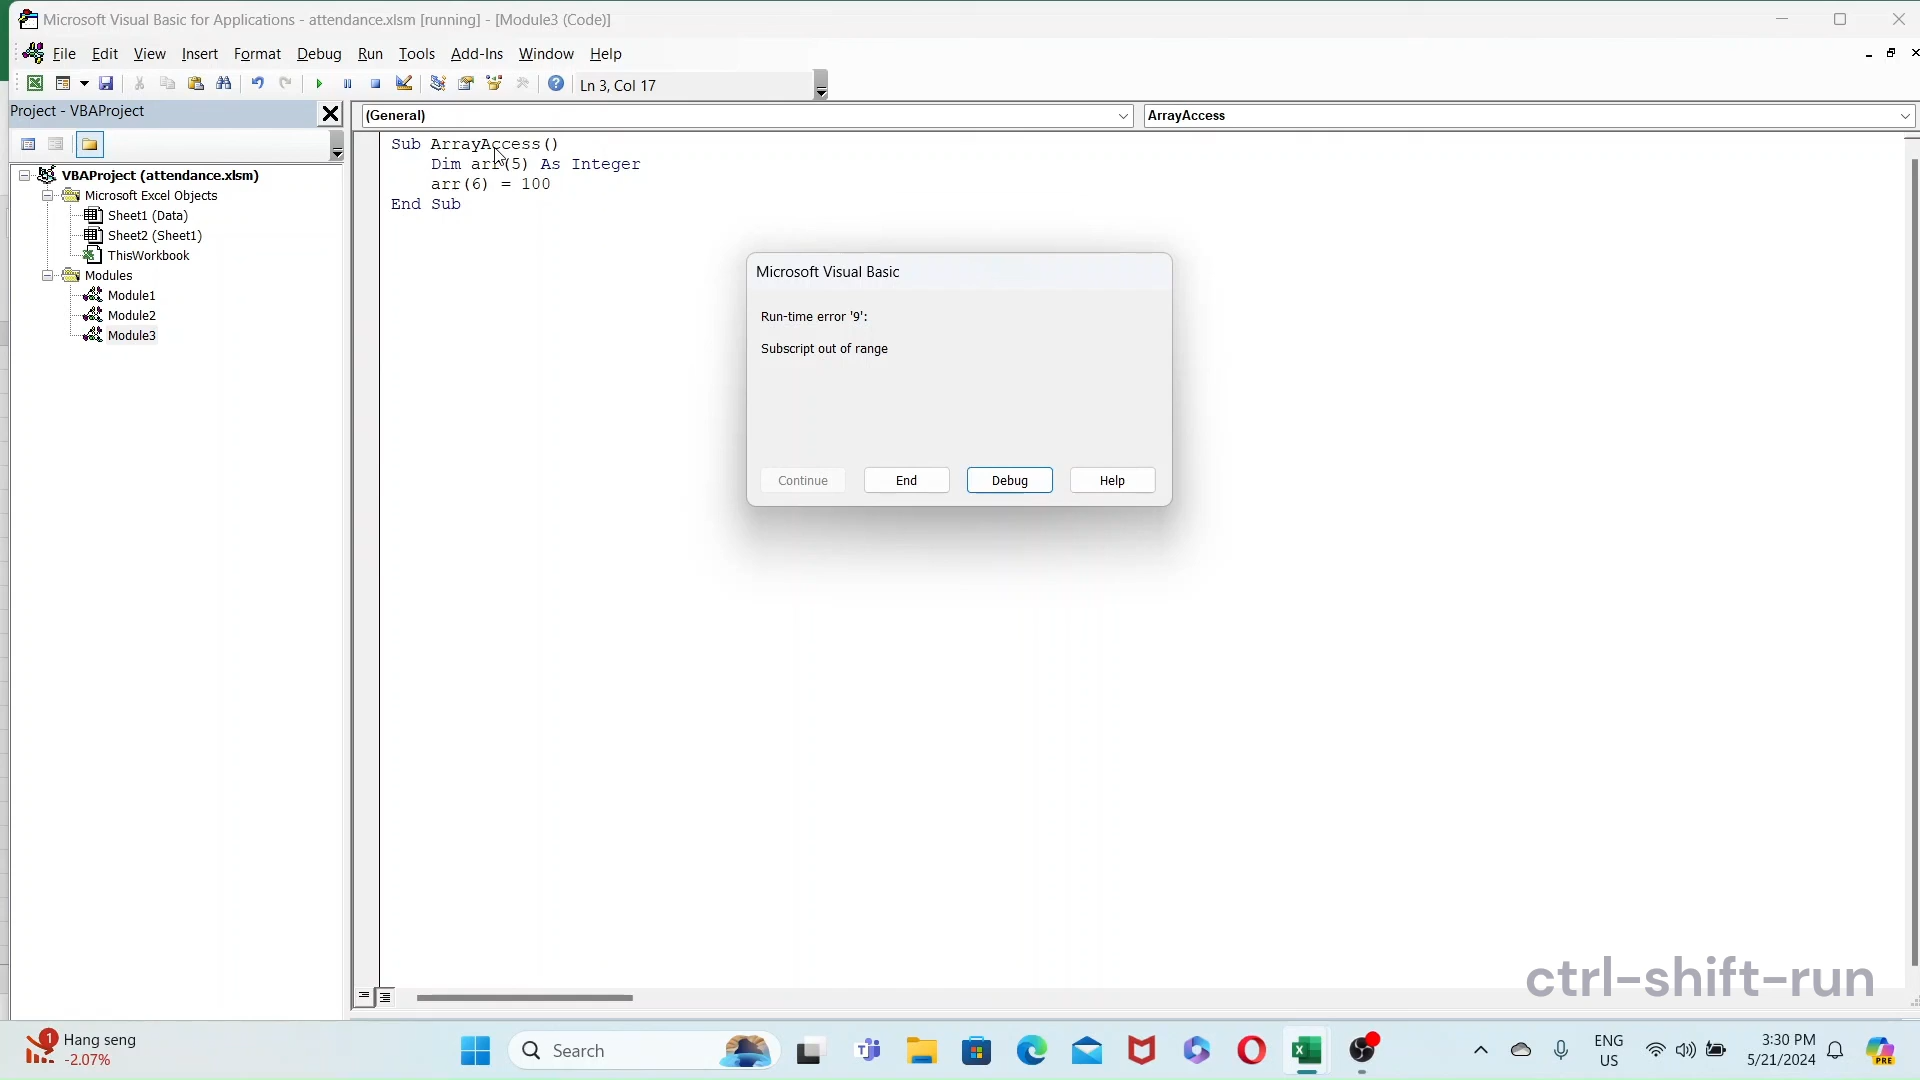 Microsoft Visual Basic for Applications - attendance.xlsm [running] - [Module3 (Code)]
File Edit View Insert Format Debug Run Tools Add-Ins Window Help
Ln 3, Col 17
Project - VBAProject
(General)
ArrayAccess
VBAProject (attendance.xlsm)
Microsoft Excel Objects
Sheet1 (Data)
Sheet2 (Sheet1)
ThisWorkbook
Modules
Module1
Module2
Module3
Sub ArrayAccess()
Dim arr(5) As Integer
arr(6) = 100
End Sub
Microsoft Visual Basic
Run-time error '9':
Subscript out of range
Continue End Debug Help
ctrl-shift-run
1
Hang seng
-2.07%
Search
ENG
US
3:30 PM
5/21/2024
PRE